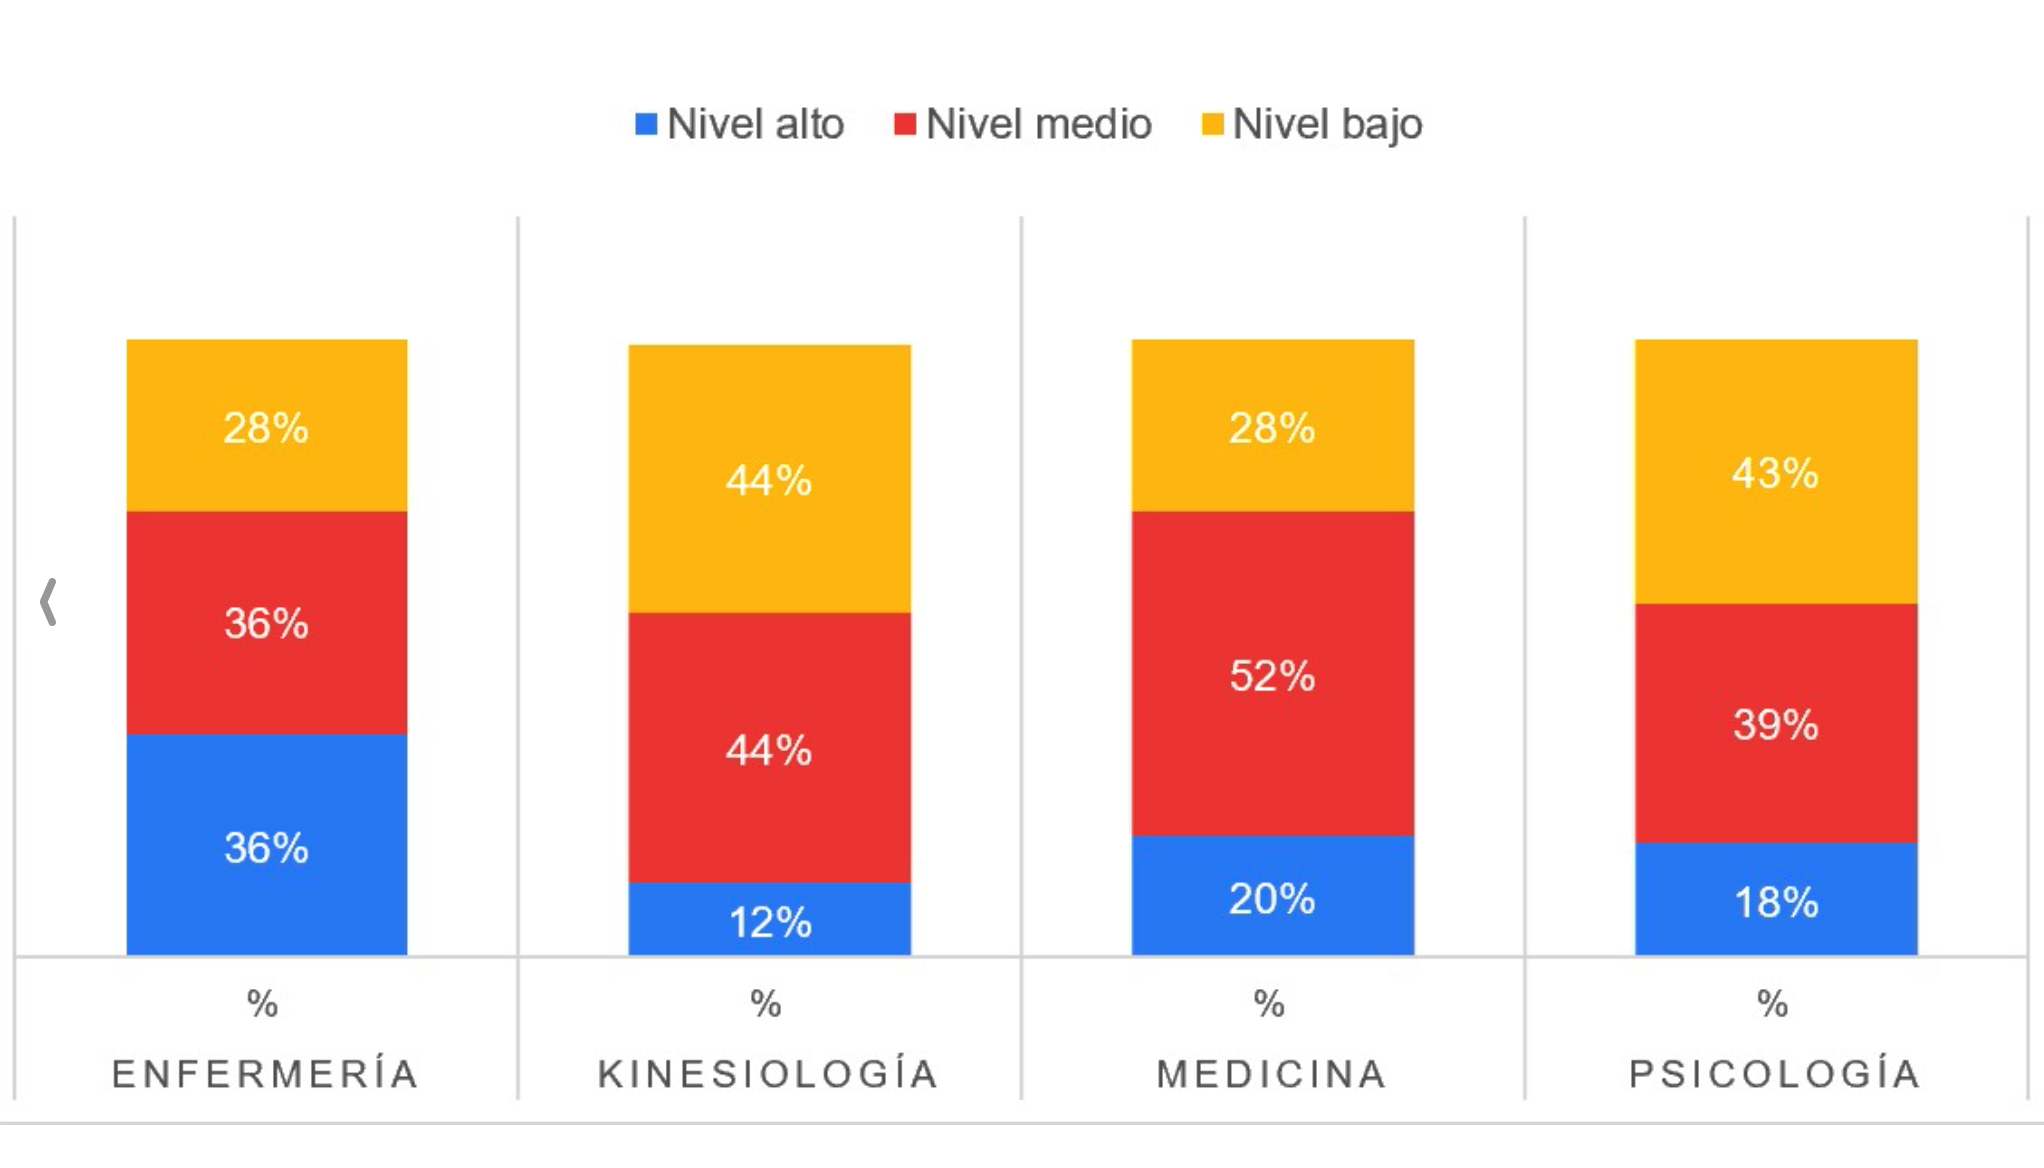 Nivel alto Nivel medio Nivel bajo
28% 44% 28% 43%
36% 44% 52% 39%
36% 12% 20% 18%
% % % %
ENFERMERÍA KINESIOLOGÍA MEDICINA PSICOLOGÍA